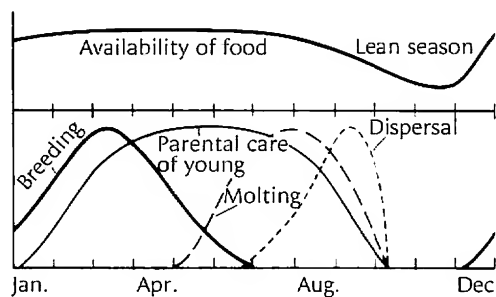 Availability of food
Lean season
Breeding
Parental care
of young
Molting
Dispersal
Jan.
Apr.
Aug.
Dec